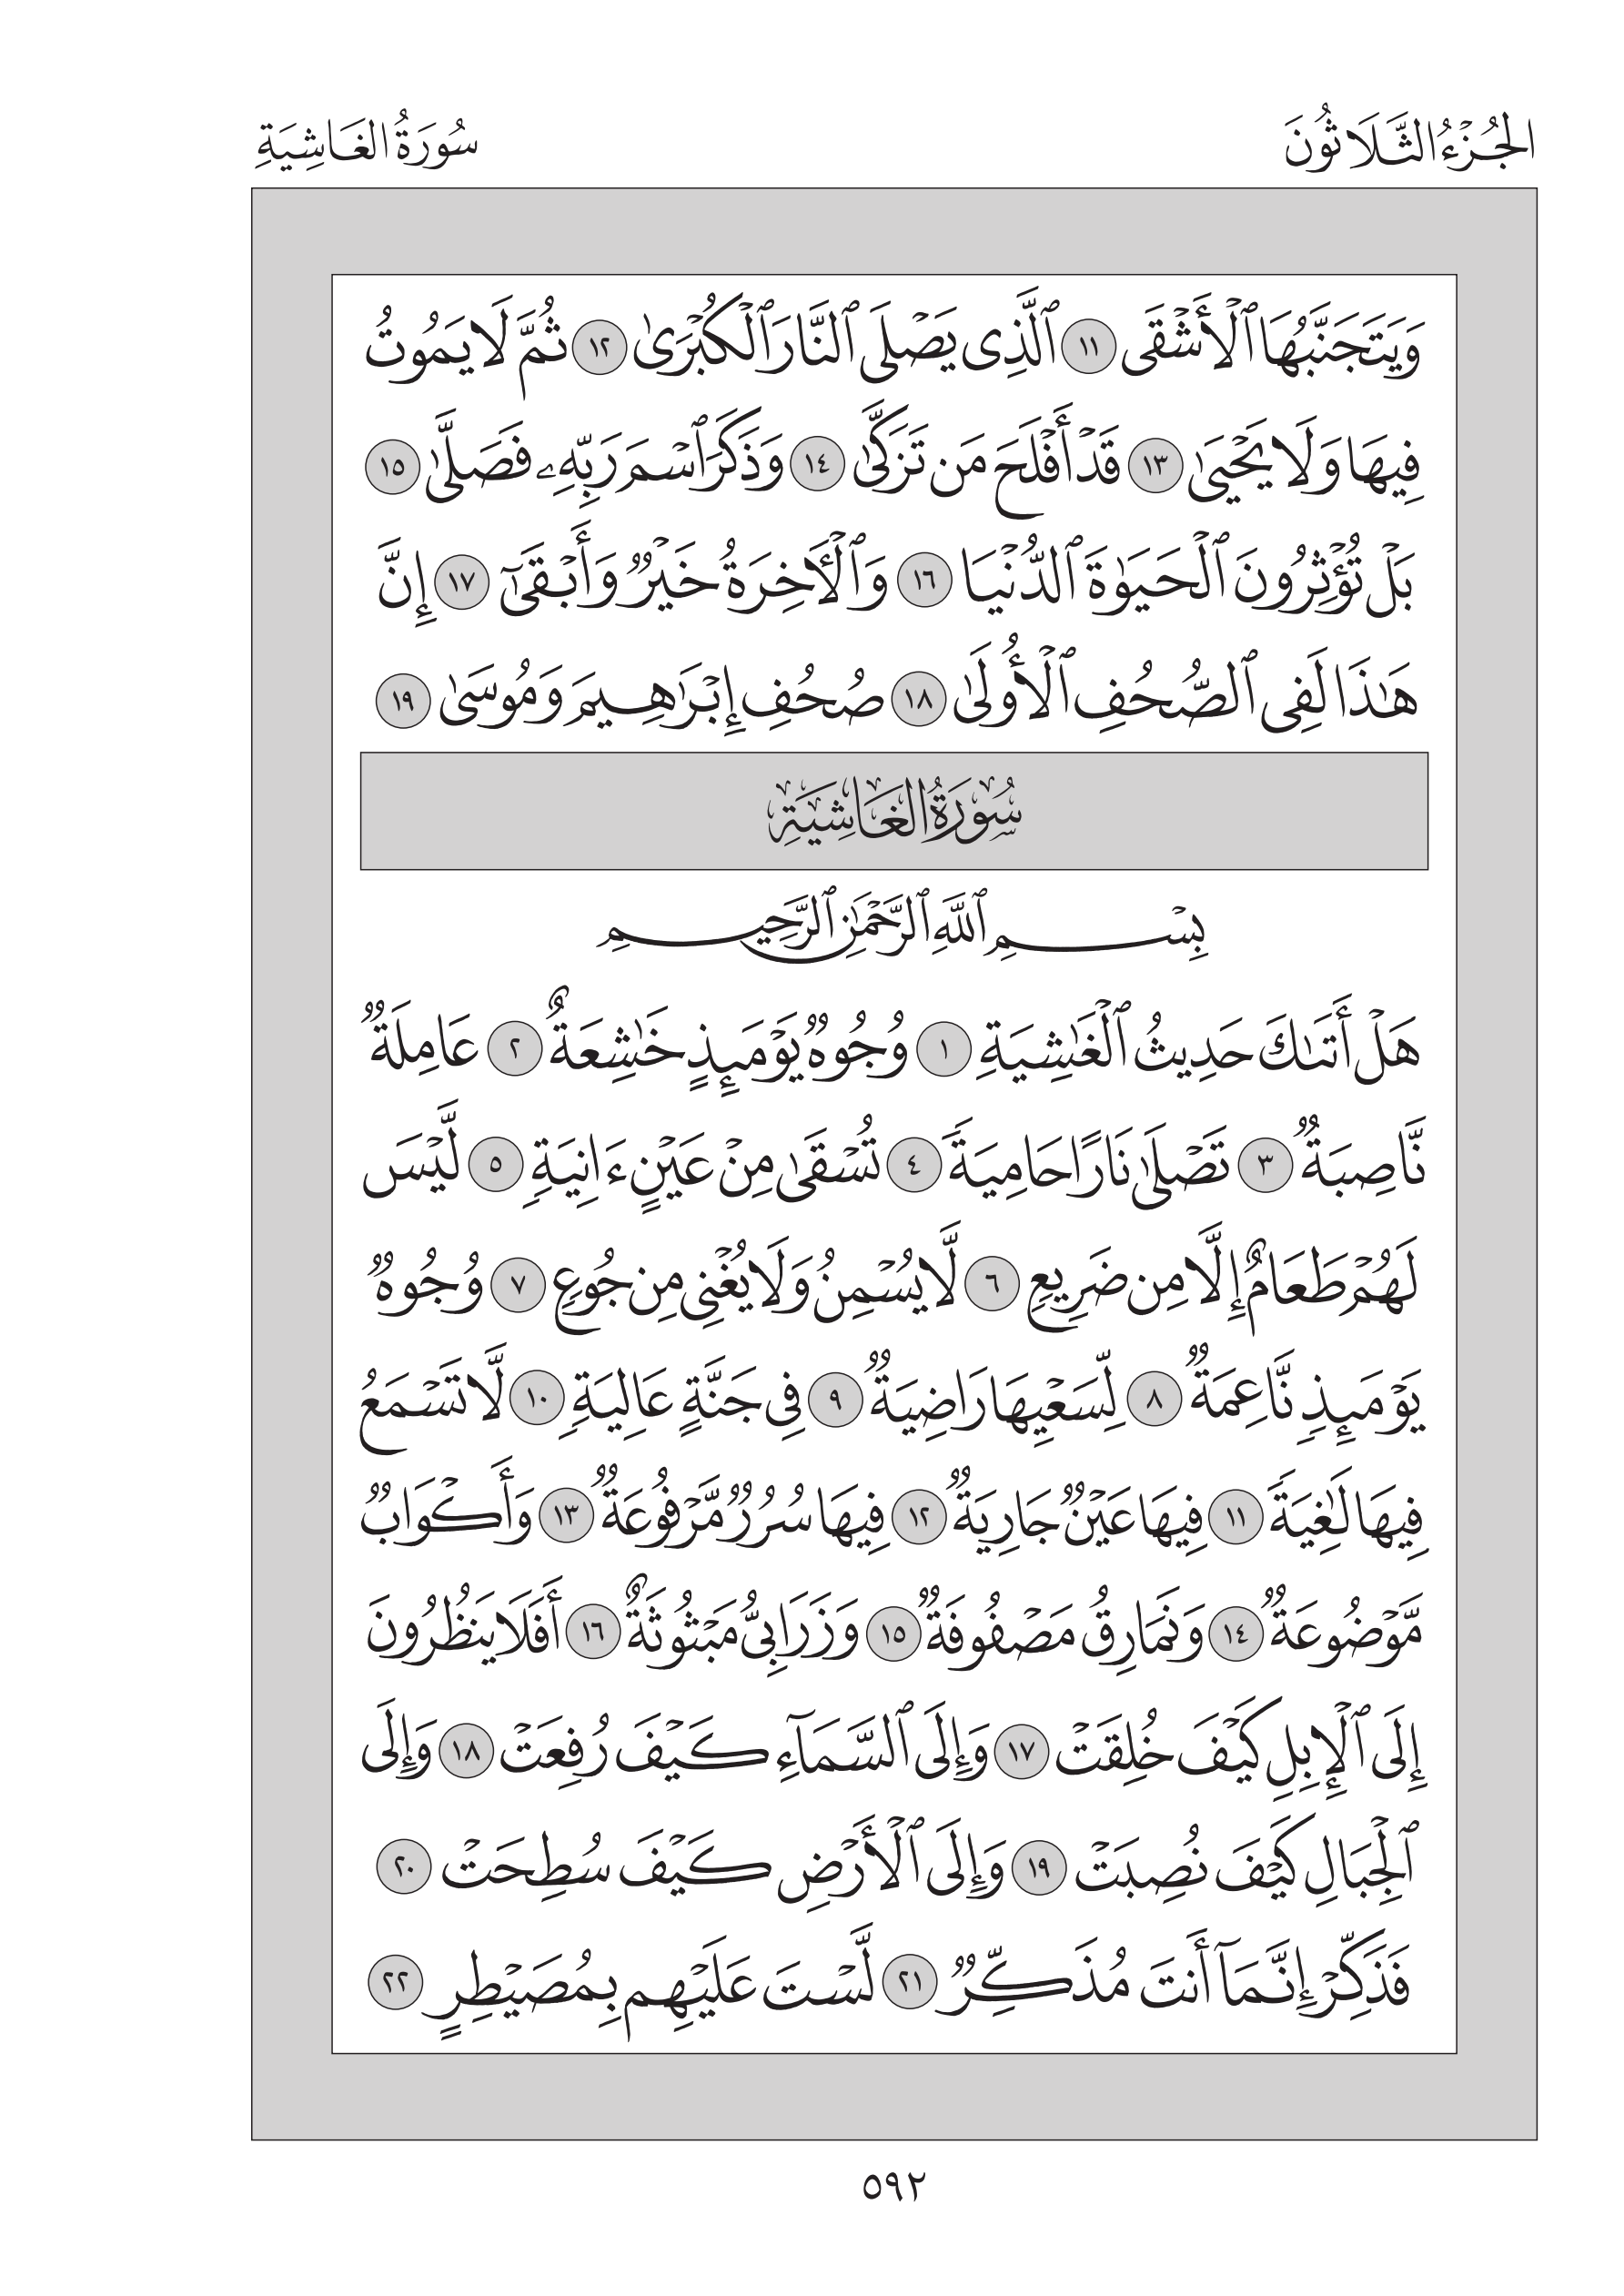 الجُزْءُ الثَّلَاثُونَ
سُورَةُ الغَاشِيَةِ
وَيَتَجَنَّبُهَا ٱلْأَشْقَى ١١ ٱلَّذِى يَصْلَى ٱلنَّارَ ٱلْكُبْرَىٰ ١٢ ثُمَّ لَا يَمُوتُ
فِيهَا وَلَا يَحْيَىٰ ١٣ قَدْ أَفْلَحَ مَن تَزَكَّىٰ ١٤ وَذَكَرَ ٱسْمَ رَبِّهِۦ فَصَلَّىٰ ١٥
بَلْ تُؤْثِرُونَ ٱلْحَيَوٰةَ ٱلدُّنْيَا ١٦ وَٱلْـَٔاخِرَةُ خَيْرٌ وَأَبْقَىٰٓ ١٧ إِنَّ
هَـٰذَا لَفِى ٱلصُّحُفِ ٱلْأُولَىٰ ١٨ صُحُفِ إِبْرَٰهِيمَ وَمُوسَىٰ ١٩
سُورَةُ الغَاشِيَةِ
بِسْمِ ٱللَّهِ ٱلرَّحْمَـٰنِ ٱلرَّحِيمِ
هَلْ أَتَىٰكَ حَدِيثُ ٱلْغَـٰشِيَةِ ١ وُجُوهٌ يَوْمَئِذٍ خَـٰشِعَةٌ ٢ عَامِلَةٌ
نَّاصِبَةٌ ٣ تَصْلَىٰ نَارًا حَامِيَةً ٤ تُسْقَىٰ مِنْ عَيْنٍ ءَانِيَةٍ ٥ لَّيْسَ
لَهُمْ طَعَامٌ إِلَّا مِن ضَرِيعٍ ٦ لَّا يُسْمِنُ وَلَا يُغْنِى مِن جُوعٍ ٧ وُجُوهٌ
يَوْمَئِذٍ نَّاعِمَةٌ ٨ لِّسَعْيِهَا رَاضِيَةٌ ٩ فِى جَنَّةٍ عَالِيَةٍ ١٠ لَّا تَسْمَعُ
فِيهَا لَـٰغِيَةً ١١ فِيهَا عَيْنٌ جَارِيَةٌ ١٢ فِيهَا سُرُرٌ مَّرْفُوعَةٌ ١٣ وَأَكْوَابٌ
مَّوْضُوعَةٌ ١٤ وَنَمَارِقُ مَصْفُوفَةٌ ١٥ وَزَرَابِىُّ مَبْثُوثَةٌ ١٦ أَفَلَا يَنظُرُونَ
إِلَى ٱلْإِبِلِ كَيْفَ خُلِقَتْ ١٧ وَإِلَى ٱلسَّمَآءِ كَيْفَ رُفِعَتْ ١٨ وَإِلَى
ٱلْجِبَالِ كَيْفَ نُصِبَتْ ١٩ وَإِلَى ٱلْأَرْضِ كَيْفَ سُطِحَتْ ٢٠
فَذَكِّرْ إِنَّمَآ أَنتَ مُذَكِّرٌ ٢١ لَّسْتَ عَلَيْهِم بِمُصَيْطِرٍ ٢٢
٥٩٢